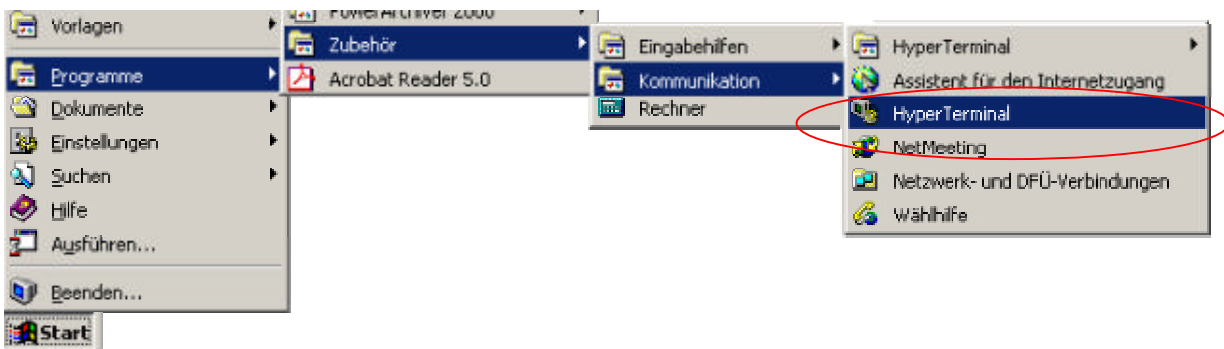 Vorlagen
Programme
Dokumente
Einstellungen
Suchen
Hilfe
Ausführen...
Beenden...
Start
PowerArchiver 2000
Zubehör
Acrobat Reader 5.0
Eingabehilfen
Kommunikation
Rechner
HyperTerminal
Assistent für den Internetzugang
HyperTerminal
NetMeeting
Netzwerk- und DFÜ-Verbindungen
Wählhilfe